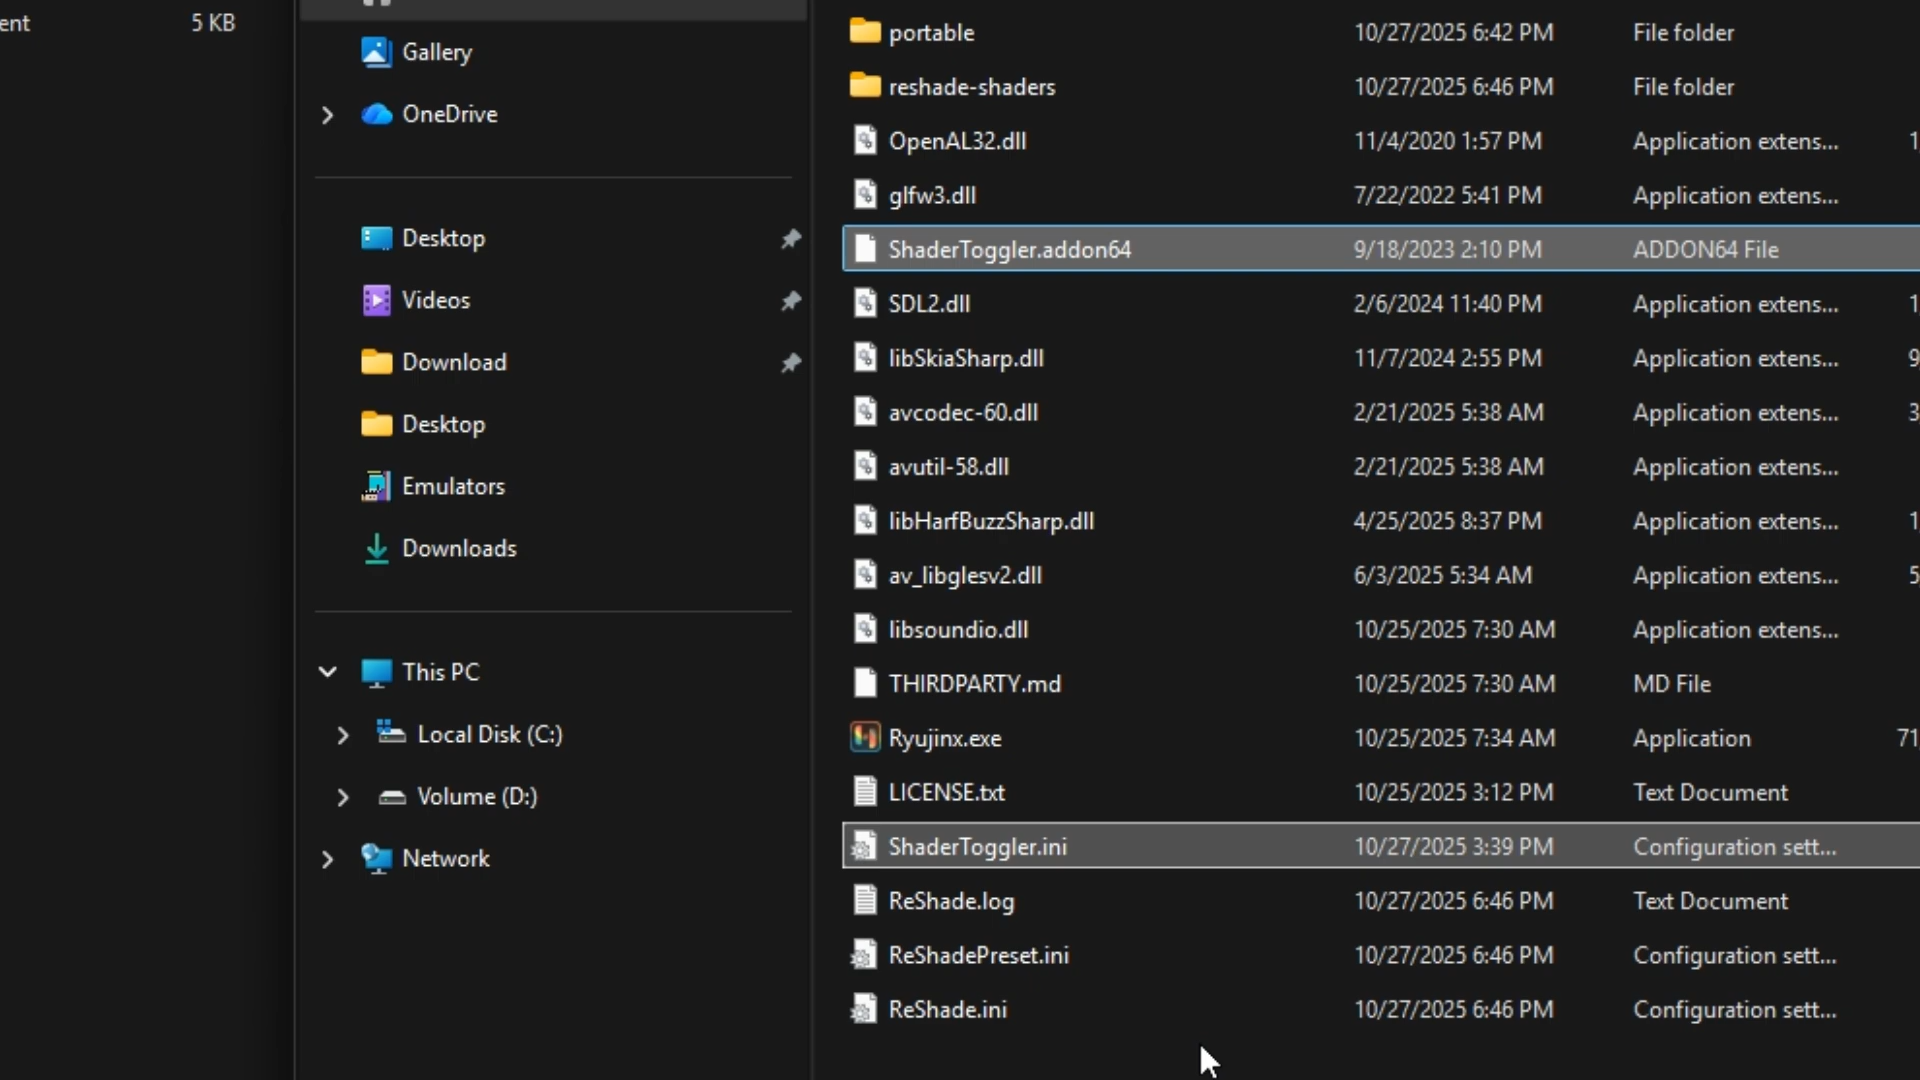 ent 5 KB
Gallery
OneDrive
Desktop
Videos
Download
Desktop
Emulators
Downloads
This PC
Local Disk (C:)
Volume (D:)
Network
portable 10/27/2025 6:42 PM File folder
reshade-shaders 10/27/2025 6:46 PM File folder
OpenAL32.dll 11/4/2020 1:57 PM Application extens... 1
glfw3.dll 7/22/2022 5:41 PM Application extens...
ShaderToggler.addon64 9/18/2023 2:10 PM ADDON64 File
SDL2.dll 2/6/2024 11:40 PM Application extens... 1
libSkiaSharp.dll 11/7/2024 2:55 PM Application extens... 9
avcodec-60.dll 2/21/2025 5:38 AM Application extens... 3
avutil-58.dll 2/21/2025 5:38 AM Application extens...
libHarfBuzzSharp.dll 4/25/2025 8:37 PM Application extens... 1
av_libglesv2.dll 6/3/2025 5:34 AM Application extens... 5
libsoundio.dll 10/25/2025 7:30 AM Application extens...
THIRDPARTY.md 10/25/2025 7:30 AM MD File
Ryujinx.exe 10/25/2025 7:34 AM Application 71
LICENSE.txt 10/25/2025 3:12 PM Text Document
ShaderToggler.ini 10/27/2025 3:39 PM Configuration sett...
ReShade.log 10/27/2025 6:46 PM Text Document
ReShadePreset.ini 10/27/2025 6:46 PM Configuration sett...
ReShade.ini 10/27/2025 6:46 PM Configuration sett...